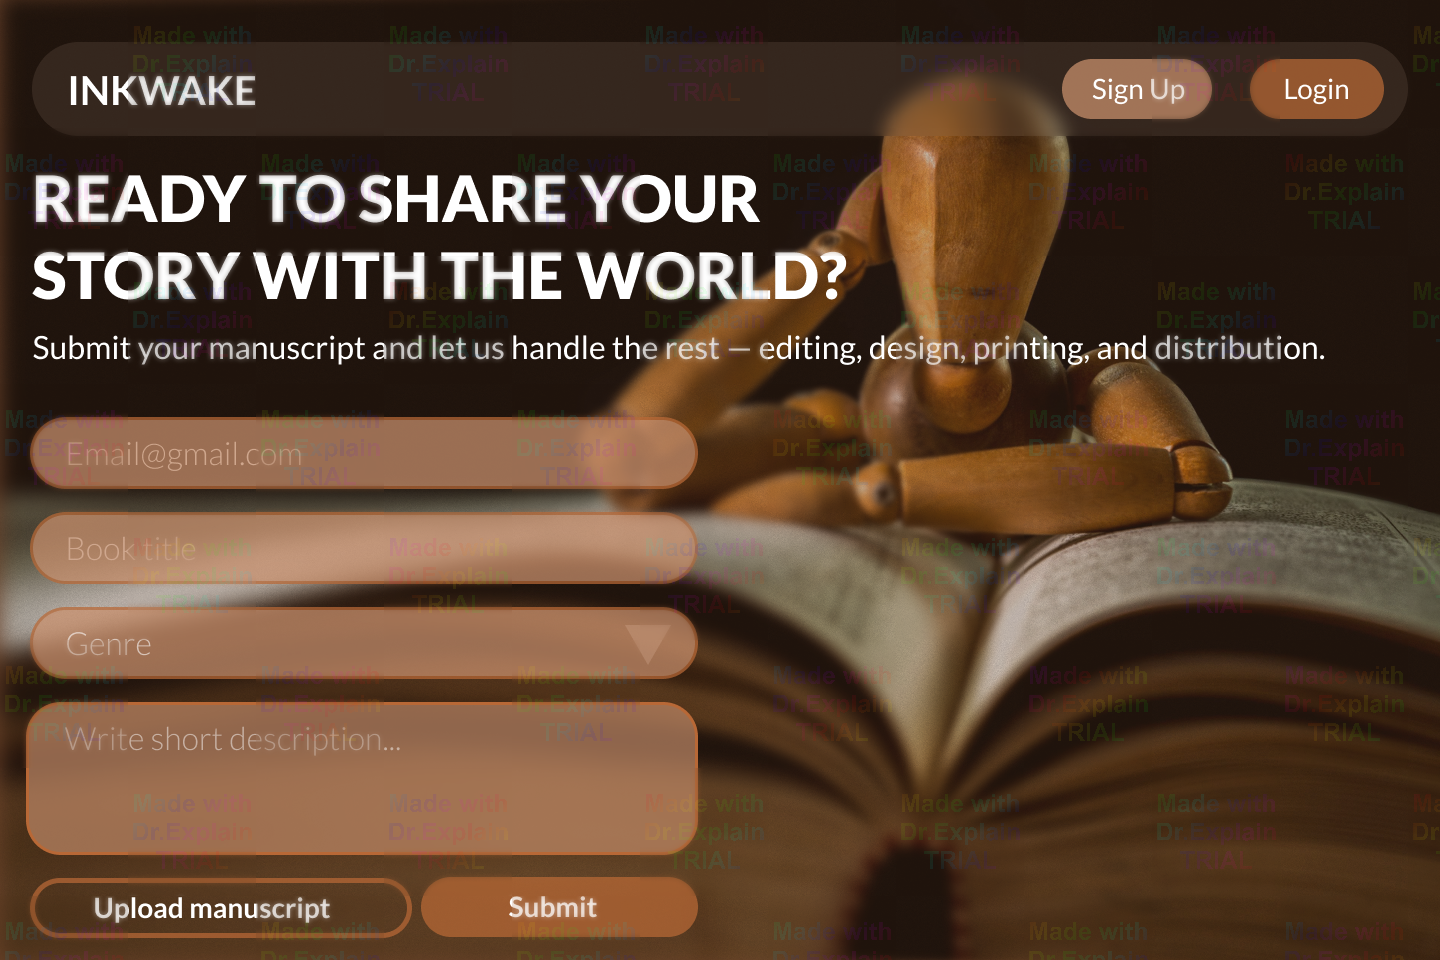 INKWAKE
Sign Up
Login
READY TO SHARE YOUR
STORY WITH THE WORLD?
Submit your manuscript and let us handle the rest — editing, design, printing, and distribution.
Email@gmail.com
Book title
Genre
Write short description...
Upload manuscript
Submit
Made with
Dr.Explain
TRIAL